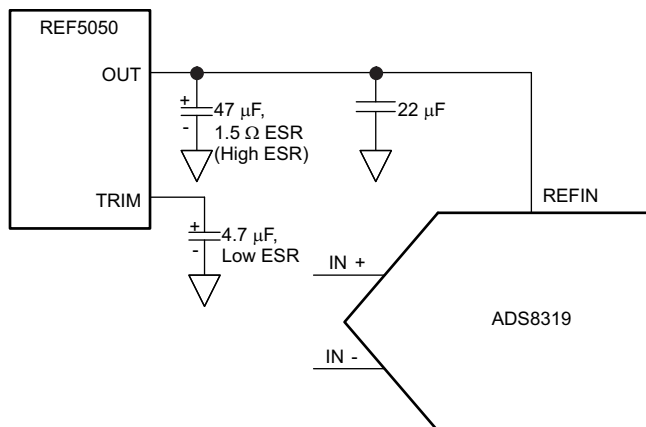 REF5050
OUT
+
-
47 μF,
1.5 Ω ESR
(High ESR)
22 μF
TRIM
+
-
4.7 μF,
Low ESR
REFIN
IN +
ADS8319
IN -